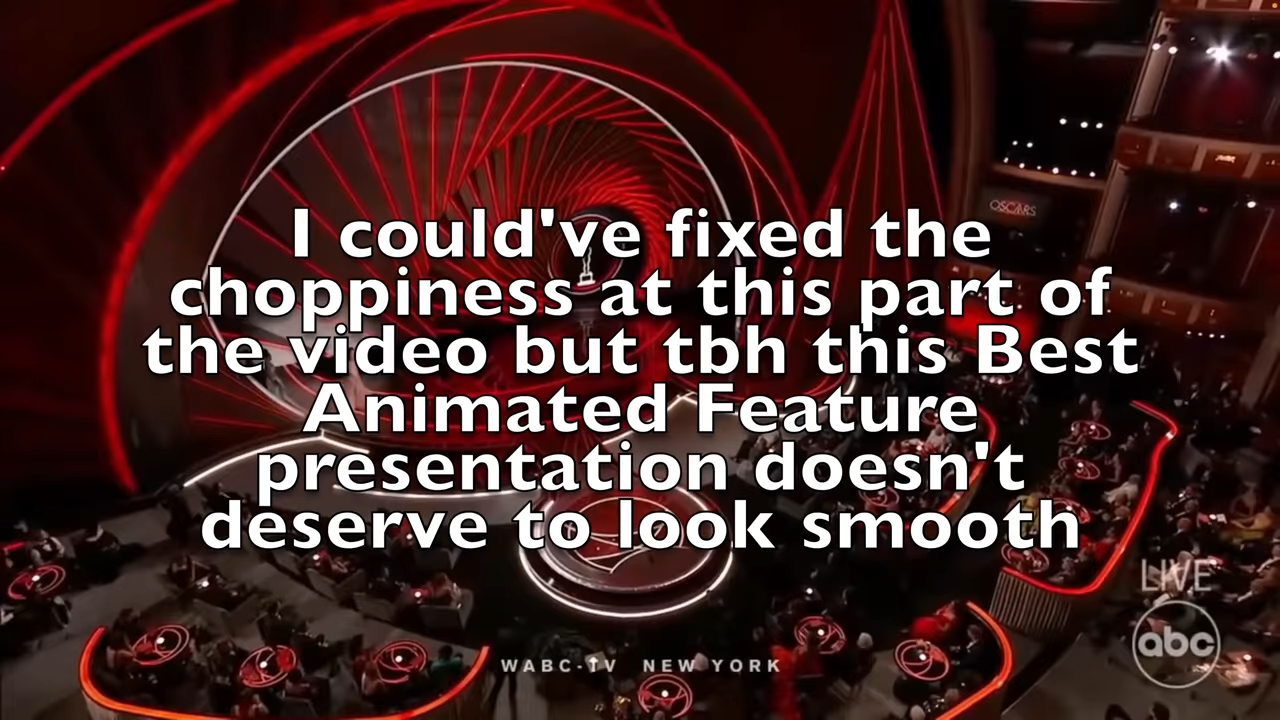 OSCARS
I could've fixed the
choppiness at this part of
the video but tbh this Best
Animated Feature
presentation doesn't
deserve to look smooth
LIVE
abc
WABC-TV NEW YORK